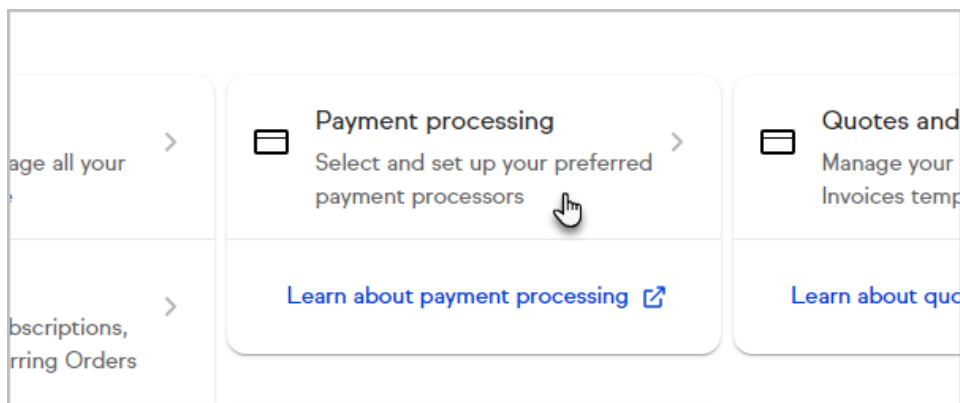 age all your
bscriptions,
rring Orders
Payment processing
Select and set up your preferred
payment processors
Learn about payment processing
Quotes and
Manage your
Invoices temp
Learn about quo